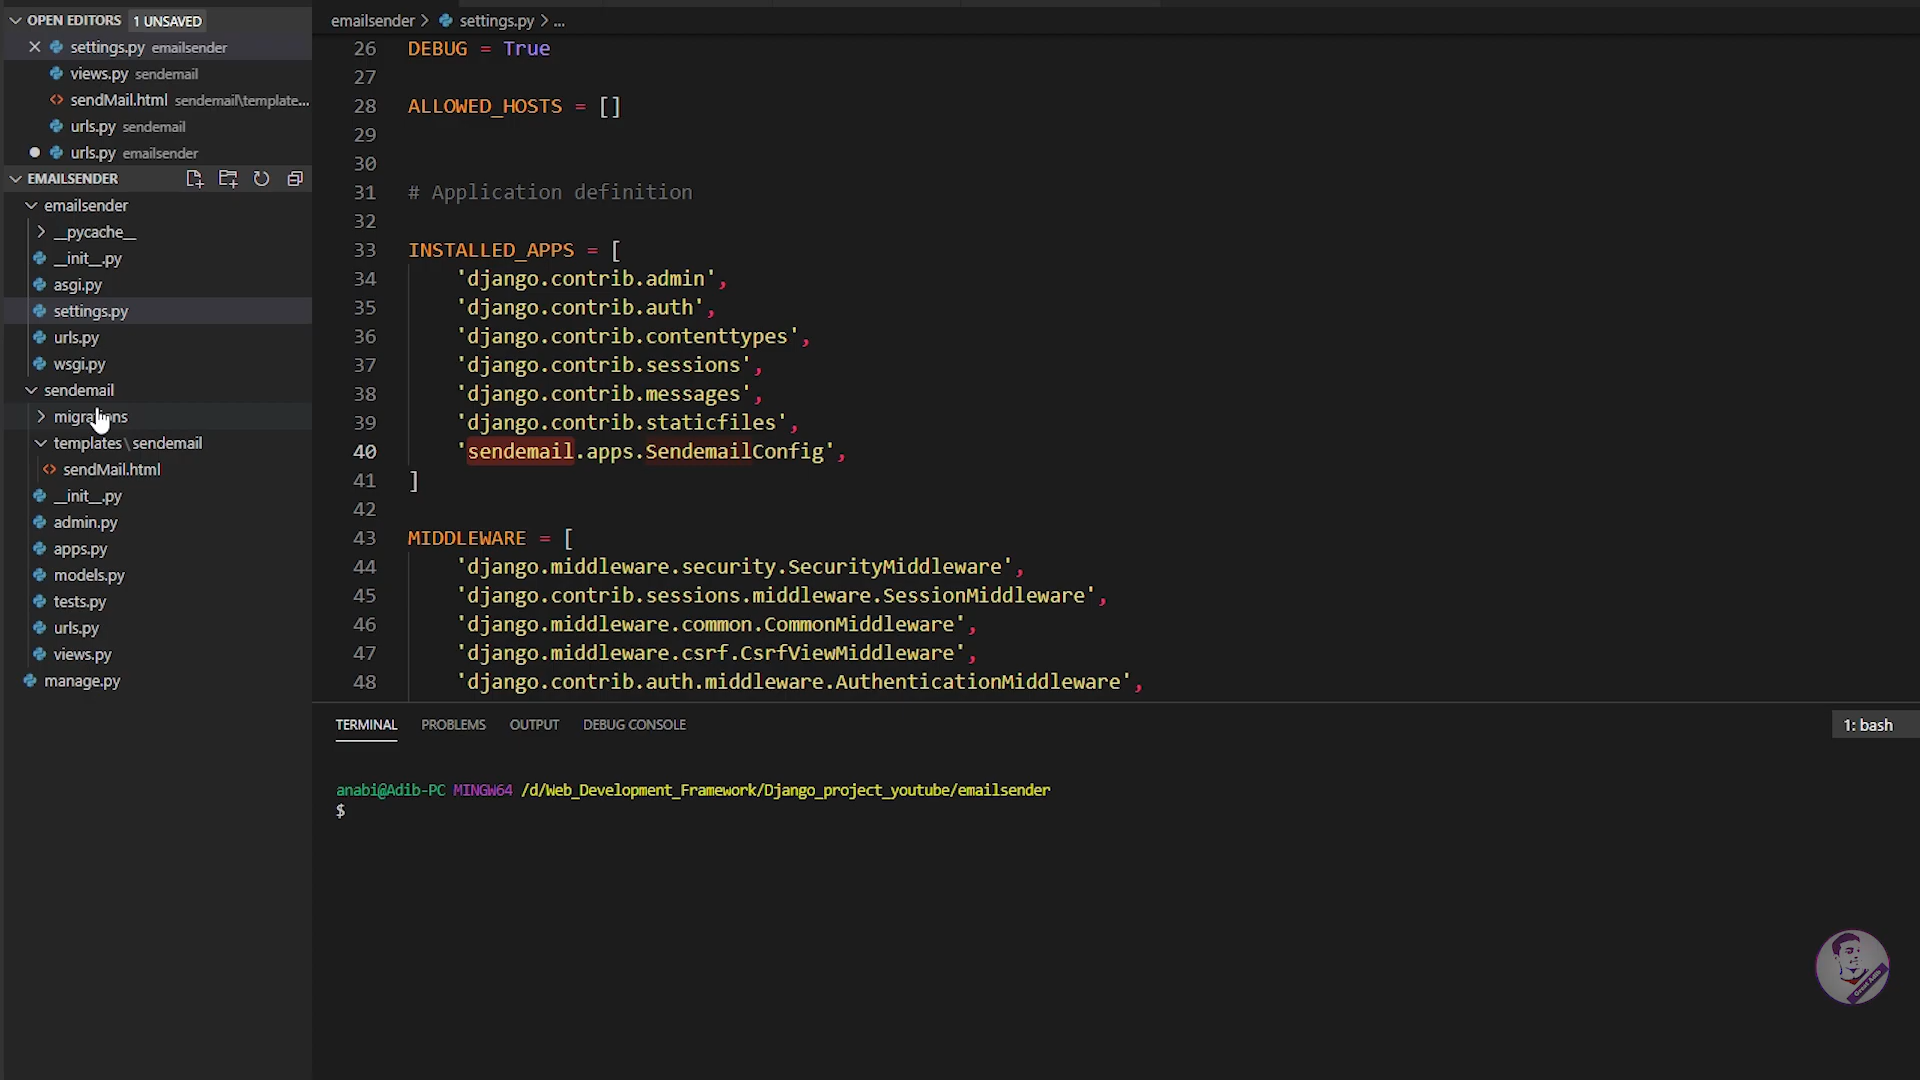 OPEN EDITORS 1 UNSAVED
settings.py emailsender
views.py sendemail
sendMail.html sendemail\template...
urls.py sendemail
urls.py emailsender
EMAILSENDER
emailsender
__pycache__
__init__.py
asgi.py
settings.py
urls.py
wsgi.py
sendemail
migrations
templates\sendemail
sendMail.html
__init__.py
admin.py
apps.py
models.py
tests.py
urls.py
views.py
manage.py
emailsender > settings.py > ...
26 DEBUG = True
27
28 ALLOWED_HOSTS = []
29
30
31 # Application definition
32
33 INSTALLED_APPS = [
34 'django.contrib.admin',
35 'django.contrib.auth',
36 'django.contrib.contenttypes',
37 'django.contrib.sessions',
38 'django.contrib.messages',
39 'django.contrib.staticfiles',
40 'sendemail.apps.SendemailConfig',
41 ]
42
43 MIDDLEWARE = [
44 'django.middleware.security.SecurityMiddleware',
45 'django.contrib.sessions.middleware.SessionMiddleware',
46 'django.middleware.common.CommonMiddleware',
47 'django.middleware.csrf.CsrfViewMiddleware',
48 'django.contrib.auth.middleware.AuthenticationMiddleware',
TERMINAL PROBLEMS OUTPUT DEBUG CONSOLE 1: bash
anabi@Adib-PC MINGW64 /d/Web_Development_Framework/Django_project_youtube/emailsender
$